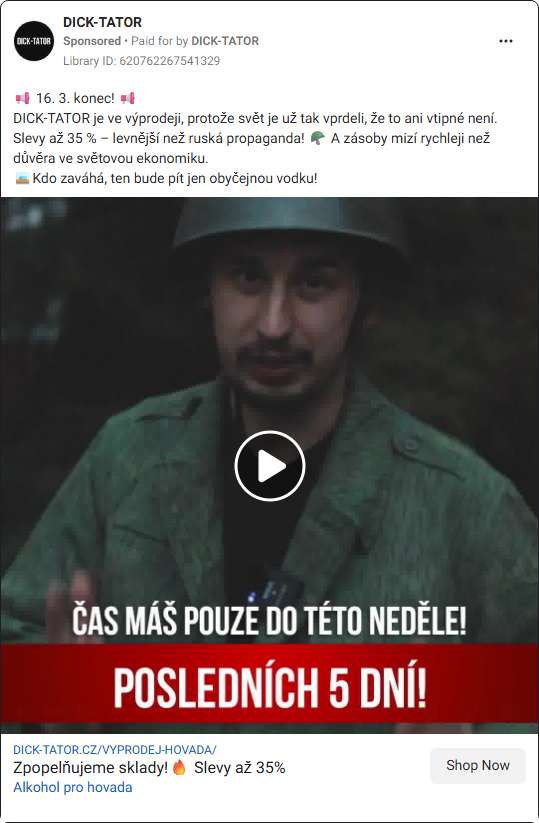 DICK-TATOR
DICK-TATOR
Sponsored • Paid for by DICK-TATOR
Library ID: 620762267541329
📢 16. 3. konec! 📢
DICK-TATOR je ve výprodeji, protože svět je už tak vprdeli, že to ani vtipné není.
Slevy až 35 % – levnější než ruská propaganda! 🪖 A zásoby mizí rychleji než
důvěra ve světovou ekonomiku.
Kdo zaváhá, ten bude pít jen obyčejnou vodku!
ČAS MÁŠ POUZE DO TÉTO NEDĚLE!
POSLEDNÍCH 5 DNÍ!
DICK-TATOR.CZ/VYPRODEJ-HOVADA/
Zpopelňujeme sklady! 🔥 Slevy až 35%
Alkohol pro hovada
Shop Now